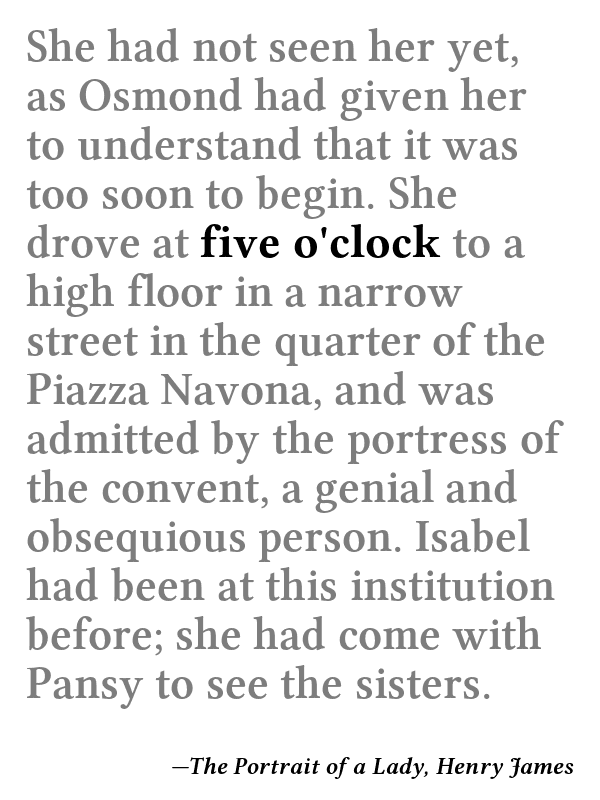 She had not seen her yet,
as Osmond had given her
to understand that it was
too soon to begin. She
drove at five o'clock to a
high floor in a narrow
street in the quarter of the
Piazza Navona, and was
admitted by the portress of
the convent, a genial and
obsequious person. Isabel
had been at this institution
before; she had come with
Pansy to see the sisters.
—The Portrait of a Lady, Henry James